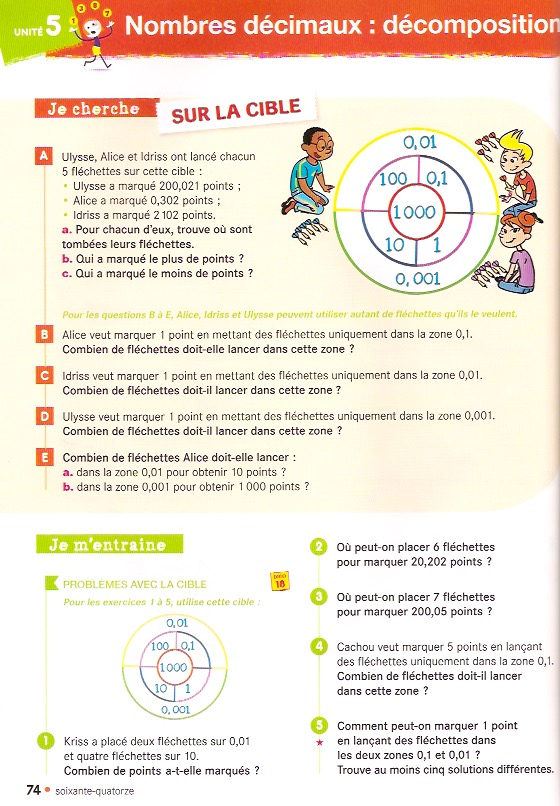 1 3 8 7
UNITÉ 5 Nombres décimaux : décomposition
Je cherche
SUR LA CIBLE
A Ulysse, Alice et Idriss ont lancé chacun
5 fléchettes sur cette cible :
• Ulysse a marqué 200,021 points ;
• Alice a marqué 0,302 points ;
• Idriss a marqué 2 102 points.
a. Pour chacun d'eux, trouve où sont
tombées leurs fléchettes.
b. Qui a marqué le plus de points ?
c. Qui a marqué le moins de points ?
0,01
100 0,1
1000
10 1
0,001
Pour les questions B à E, Alice, Idriss et Ulysse peuvent utiliser autant de fléchettes qu'ils le veulent.
B Alice veut marquer 1 point en mettant des fléchettes uniquement dans la zone 0,1.
Combien de fléchettes doit-elle lancer dans cette zone ?
C Idriss veut marquer 1 point en mettant des fléchettes uniquement dans la zone 0,01.
Combien de fléchettes doit-il lancer dans cette zone ?
D Ulysse veut marquer 1 point en mettant des fléchettes uniquement dans la zone 0,001.
Combien de fléchettes doit-il lancer dans cette zone ?
E Combien de fléchettes Alice doit-elle lancer :
a. dans la zone 0,01 pour obtenir 10 points ?
b. dans la zone 0,001 pour obtenir 1 000 points ?
Je m'entraine
PROBLÈMES AVEC LA CIBLE
18
Pour les exercices 1 à 5, utilise cette cible :
0,01
100 0,1
1000
10 1
0,001
1 Kriss a placé deux fléchettes sur 0,01
et quatre fléchettes sur 10.
Combien de points a-t-elle marqués ?
2 Où peut-on placer 6 fléchettes
pour marquer 20,202 points ?
3 Où peut-on placer 7 fléchettes
pour marquer 200,05 points ?
4 Cachou veut marquer 5 points en lançant
des fléchettes uniquement dans la zone 0,1.
Combien de fléchettes doit-il lancer
dans cette zone ?
5 Comment peut-on marquer 1 point
en lançant des fléchettes dans
les deux zones 0,1 et 0,01 ?
Trouve au moins cinq solutions différentes.
74 • soixante-quatorze